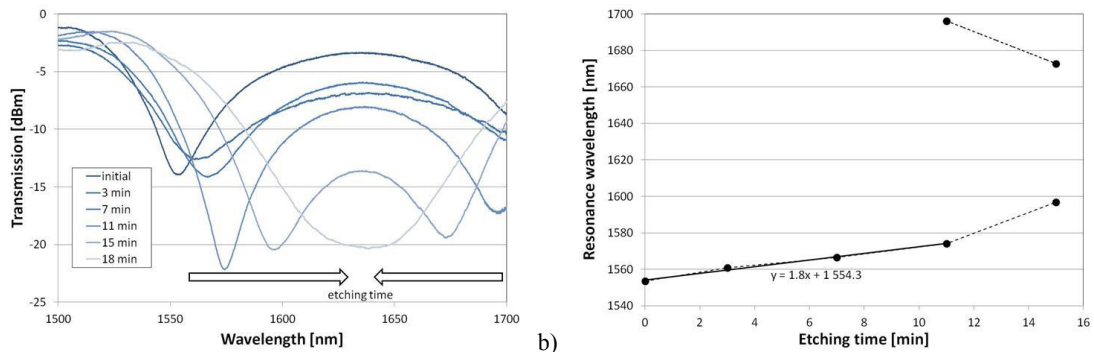 0
-5
-10
-15
-20
-25
Transmission [dBm]
initial
3 min
7 min
11 min
15 min
18 min
etching time
1500
1550
1600
1650
1700
Wavelength [nm]
b)
1700
1680
1660
1640
1620
1600
1580
1560
1540
Resonance wavelength [nm]
y = 1.8x + 1 554.3
0
2
4
6
8
10
12
14
16
Etching time [min]